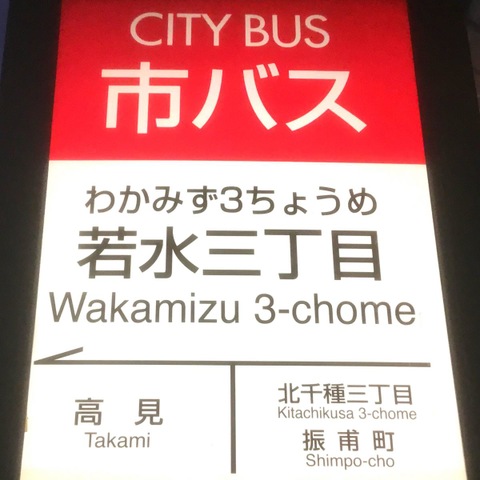 CITY BUS
市バス
わかみず3ちょうめ
若水三丁目
Wakamizu 3-chome
高見
Takami
北千種三丁目
Kitachikusa 3-chome
振甫町
Shimpo-cho